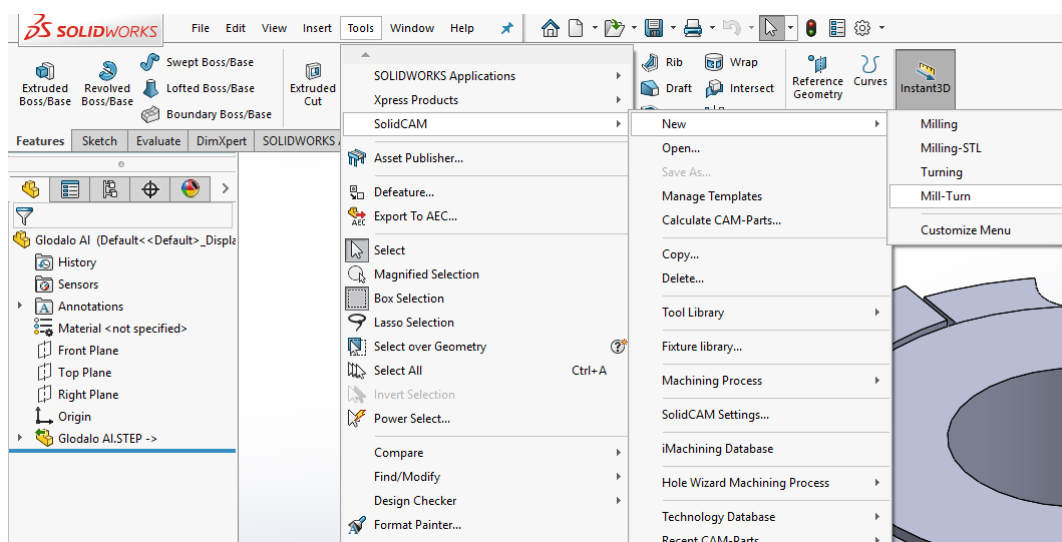 SOLIDWORKS
File Edit View Insert Tools Window Help
Extruded Boss/Base
Revolved Boss/Base
Swept Boss/Base
Lofted Boss/Base
Boundary Boss/Base
Extruded Cut
Rib
Wrap
Draft
Intersect
Reference Geometry
Curves
Instant3D
Features Sketch Evaluate DimXpert SOLIDWORKS
Glodalo AI (Default<<Default>_Displa
History
Sensors
Annotations
Material <not specified>
Front Plane
Top Plane
Right Plane
Origin
Glodalo AI.STEP ->
SOLIDWORKS Applications
Xpress Products
SolidCAM
Asset Publisher...
Defeature...
Export To AEC...
Select
Magnified Selection
Box Selection
Lasso Selection
Select over Geometry
Select All Ctrl+A
Invert Selection
Power Select...
Compare
Find/Modify
Design Checker
Format Painter...
New
Open...
Save As...
Manage Templates
Calculate CAM-Parts...
Copy...
Delete...
Tool Library
Fixture library...
Machining Process
SolidCAM Settings...
iMachining Database
Hole Wizard Machining Process
Technology Database
Recent CAM-Parts
Milling
Milling-STL
Turning
Mill-Turn
Customize Menu